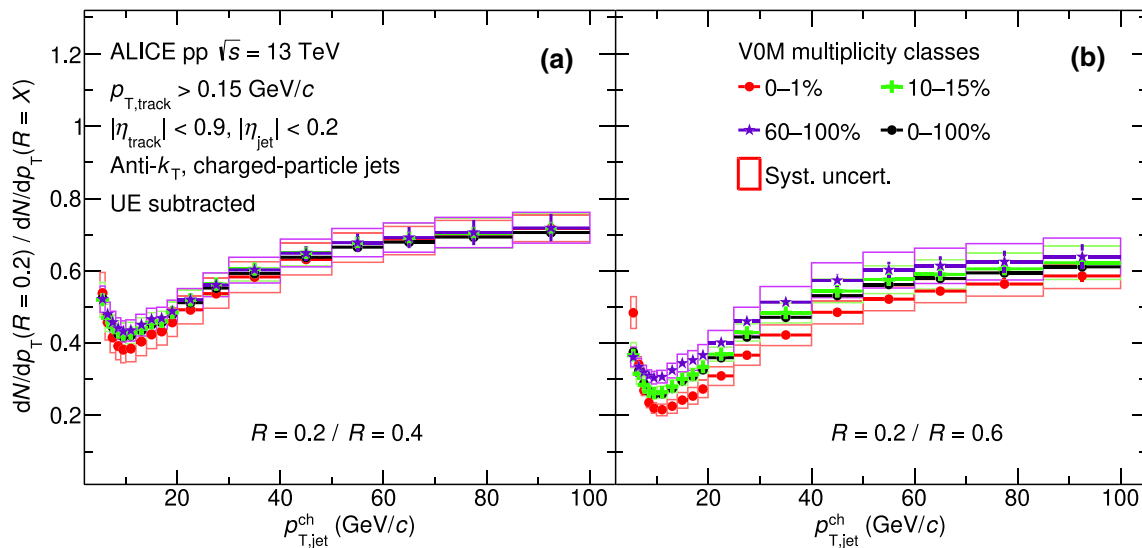 dN/dp_T(R = 0.2) / dN/dp_T(R = X)
1.2
1
0.8
0.6
0.4
0.2
ALICE pp √s = 13 TeV
(a)
p_T,track > 0.15 GeV/c
|η_track| < 0.9, |η_jet| < 0.2
Anti-k_T, charged-particle jets
UE subtracted
R = 0.2 / R = 0.4
20 40 60 80 100
p_T,jet^ch (GeV/c)
V0M multiplicity classes
(b)
0–1% 10–15%
60–100% 0–100%
Syst. uncert.
R = 0.2 / R = 0.6
20 40 60 80 100
p_T,jet^ch (GeV/c)